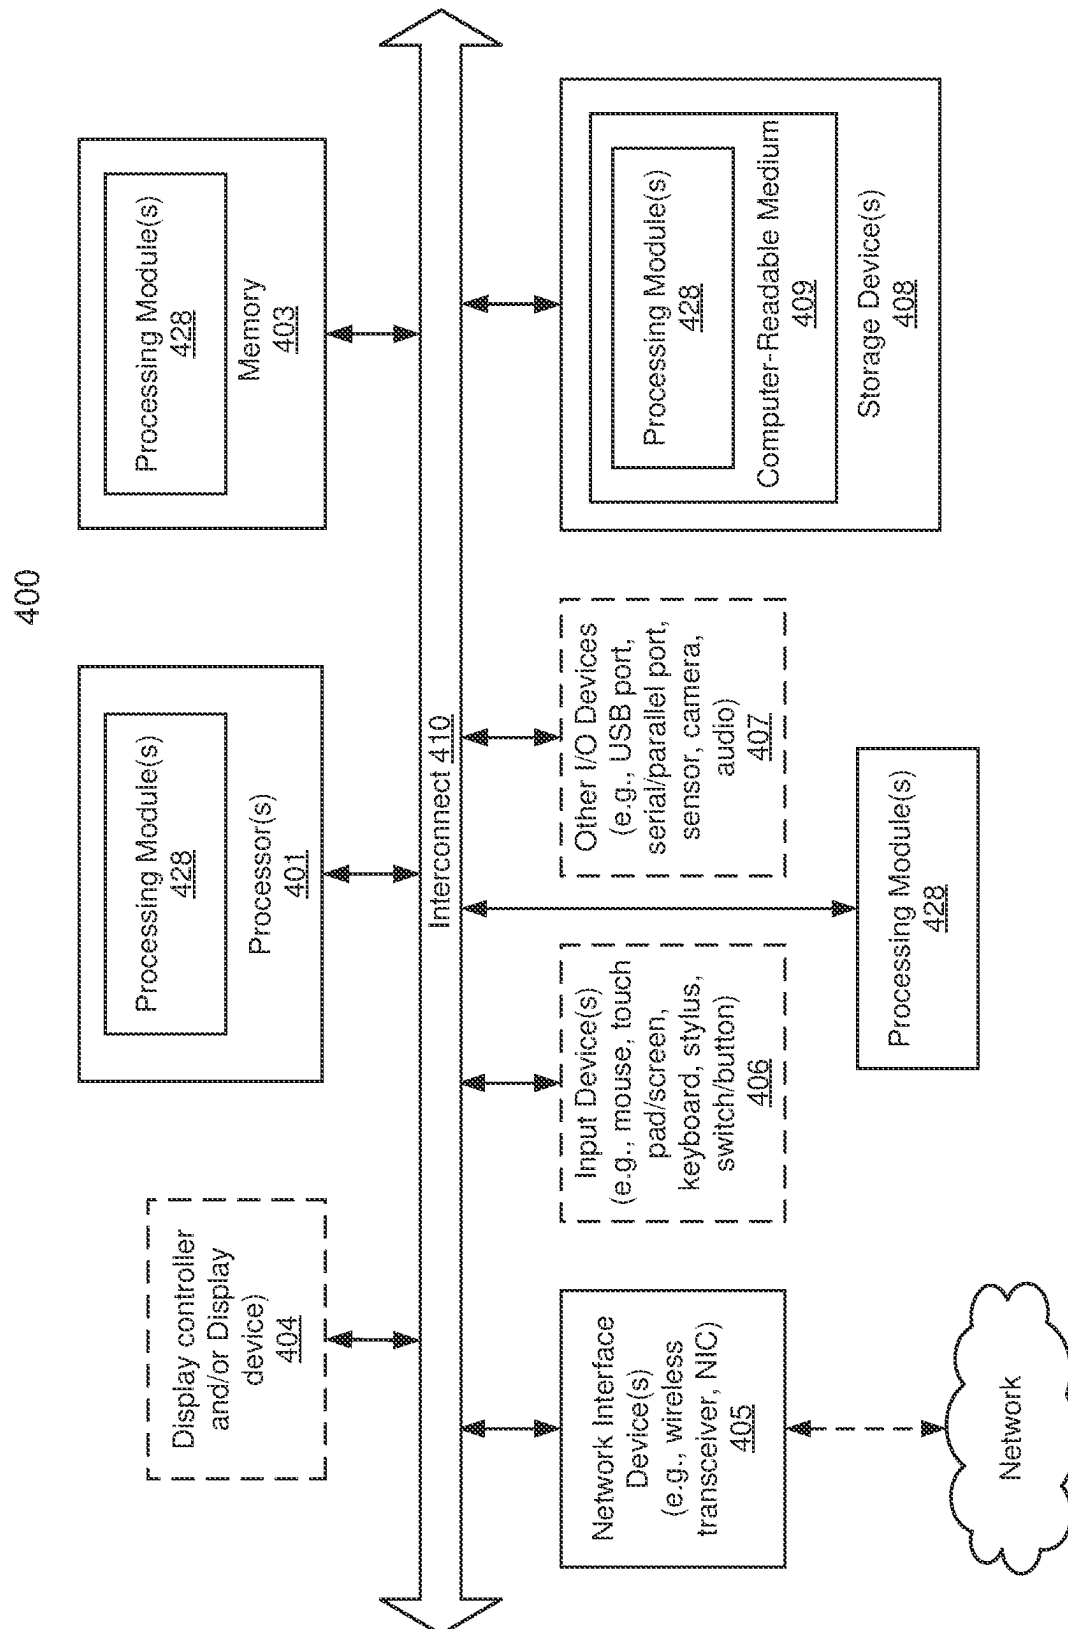 400
Display controller
and/or Display
device)
404
Processing Module(s)
428
Processor(s)
401
Processing Module(s)
428
Memory
403
Interconnect 410
Network Interface
Device(s)
(e.g., wireless
transceiver, NIC)
405
Input Device(s)
(e.g., mouse, touch
pad/screen,
keyboard, stylus,
switch/button)
406
Other I/O Devices
(e.g., USB port,
serial/parallel port,
sensor, camera,
audio)
407
Processing Module(s)
428
Computer-Readable Medium
409
Storage Device(s)
408
Processing Module(s)
428
Network